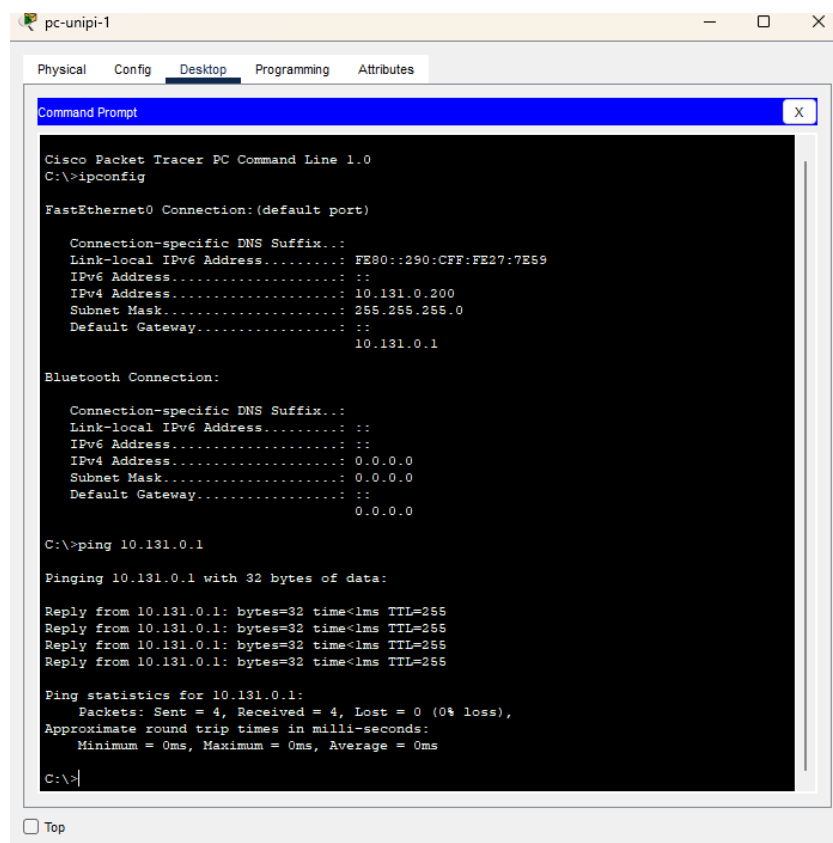 pc-unipi-1
Physical Config Desktop Programming Attributes
Command Prompt X
Cisco Packet Tracer PC Command Line 1.0
C:\>ipconfig
FastEthernet0 Connection:(default port)
Connection-specific DNS Suffix..:
Link-local IPv6 Address.........: FE80::290:CFF:FE27:7E59
IPv6 Address....................: ::
IPv4 Address....................: 10.131.0.200
Subnet Mask.....................: 255.255.255.0
Default Gateway.................: ::
10.131.0.1
Bluetooth Connection:
Connection-specific DNS Suffix..:
Link-local IPv6 Address.........: ::
IPv6 Address....................: ::
IPv4 Address....................: 0.0.0.0
Subnet Mask.....................: 0.0.0.0
Default Gateway.................: ::
0.0.0.0
C:\>ping 10.131.0.1
Pinging 10.131.0.1 with 32 bytes of data:
Reply from 10.131.0.1: bytes=32 time<1ms TTL=255
Reply from 10.131.0.1: bytes=32 time<1ms TTL=255
Reply from 10.131.0.1: bytes=32 time<1ms TTL=255
Reply from 10.131.0.1: bytes=32 time<1ms TTL=255
Ping statistics for 10.131.0.1:
Packets: Sent = 4, Received = 4, Lost = 0 (0% loss),
Approximate round trip times in milli-seconds:
Minimum = 0ms, Maximum = 0ms, Average = 0ms
C:\>
Top